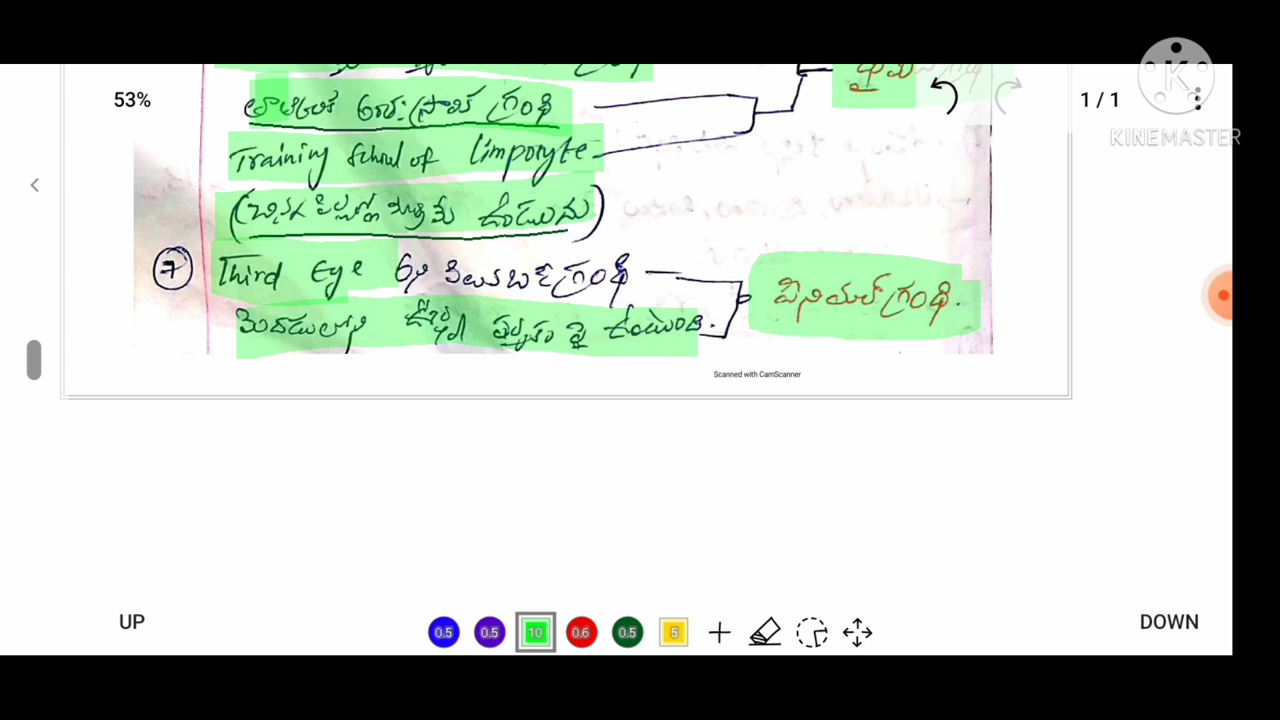 53%
1 / 1
KINEMASTER
తాత్కాలిక అంతఃస్రావి గ్రంథి
Training School of limpocyte
(చిన్న పిల్లల్లో మాత్రమే ఉండును)
7 Third Eye అని పిలువబడే గ్రంథి
పినియల్ గ్రంథి.
మెదడులోని పై ఉంటుంది.
Scanned with CamScanner
UP
0.5 0.5 10 0.6 0.5 5
DOWN